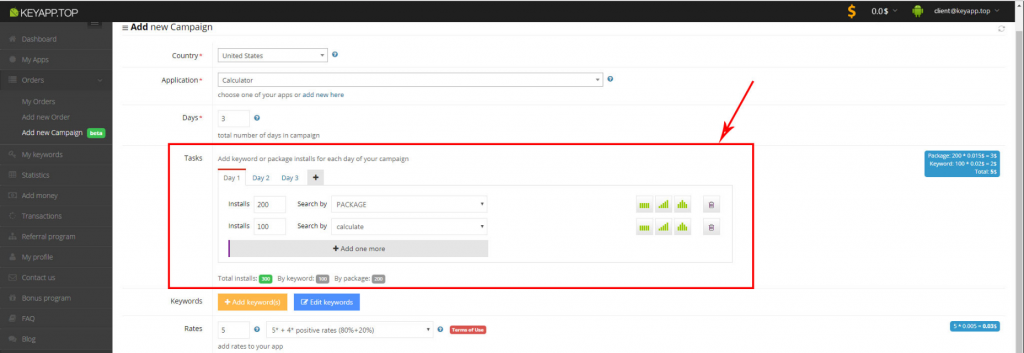 KEYAPP.TOP
0.0 $
client@keyapp.top
Dashboard
My Apps
Orders
My Orders
Add new Order
Add new Campaign beta
My keywords
Statistics
Add money
Transactions
Referral program
My profile
Contact us
Bonus program
FAQ
Blog
Add new Campaign
Country*
United States
Application*
Calculator
choose one of your apps or add new here
Days*
3
total number of days in campaign
Tasks
Add keyword or package installs for each day of your campaign
Day 1 Day 2 Day 3 +
Installs 200 Search by PACKAGE
Installs 100 Search by calculate
+ Add one more
Total installs: 300 By keyword: 100 By package: 200
Package: 200 * 0.015$ = 3$
Keyword: 100 * 0.02$ = 2$
Total: 5$
Keywords
+ Add keyword(s) Edit keywords
Rates
5 5* + 4* positive rates (80%+20%) Terms of Use
add rates to your app
5 * 0.005 = 0.03$